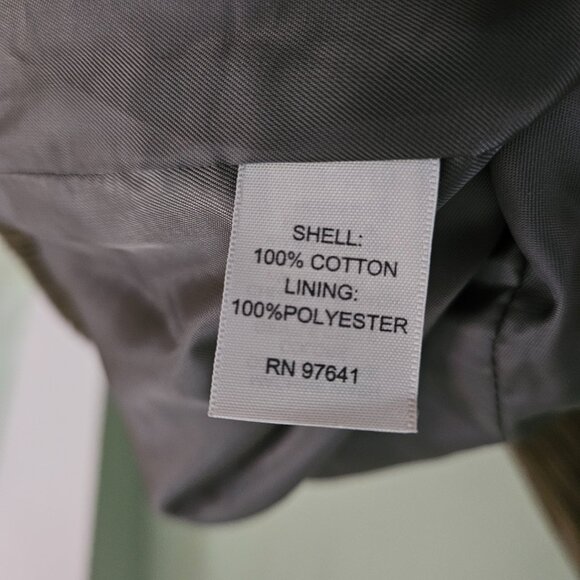 SHELL:
100% COTTON
LINING:
100%POLYESTER
RN 97641